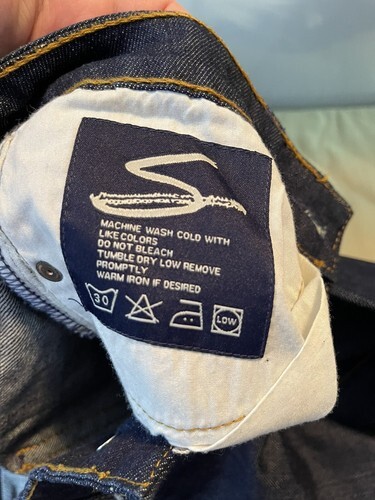 MACHINE WASH COLD WITH
LIKE COLORS
DO NOT BLEACH
TUMBLE DRY LOW REMOVE
PROMPTLY
WARM IRON IF DESIRED
30 LOW